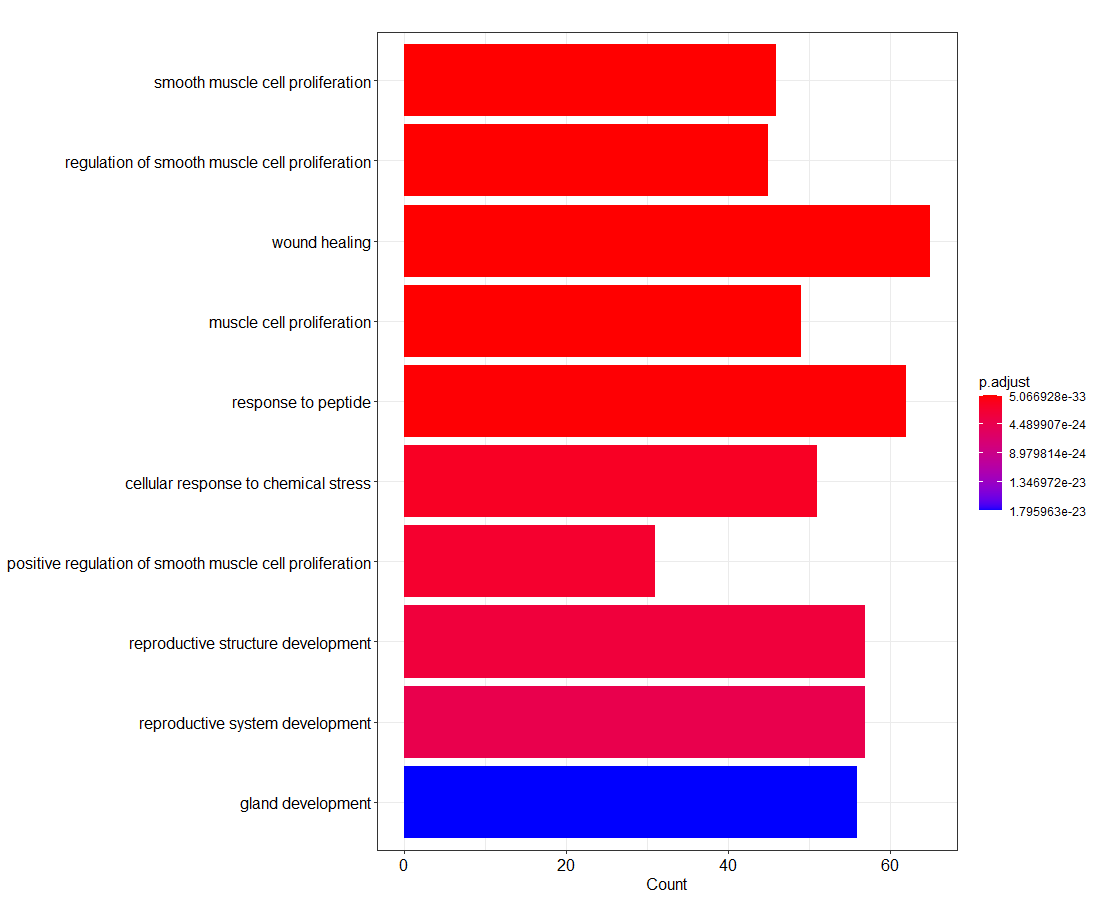 smooth muscle cell proliferation
regulation of smooth muscle cell proliferation
wound healing
muscle cell proliferation
response to peptide
cellular response to chemical stress
positive regulation of smooth muscle cell proliferation
reproductive structure development
reproductive system development
gland development
0 20 40 60
Count
p.adjust
5.066928e-33
4.489907e-24
8.979814e-24
1.346972e-23
1.795963e-23